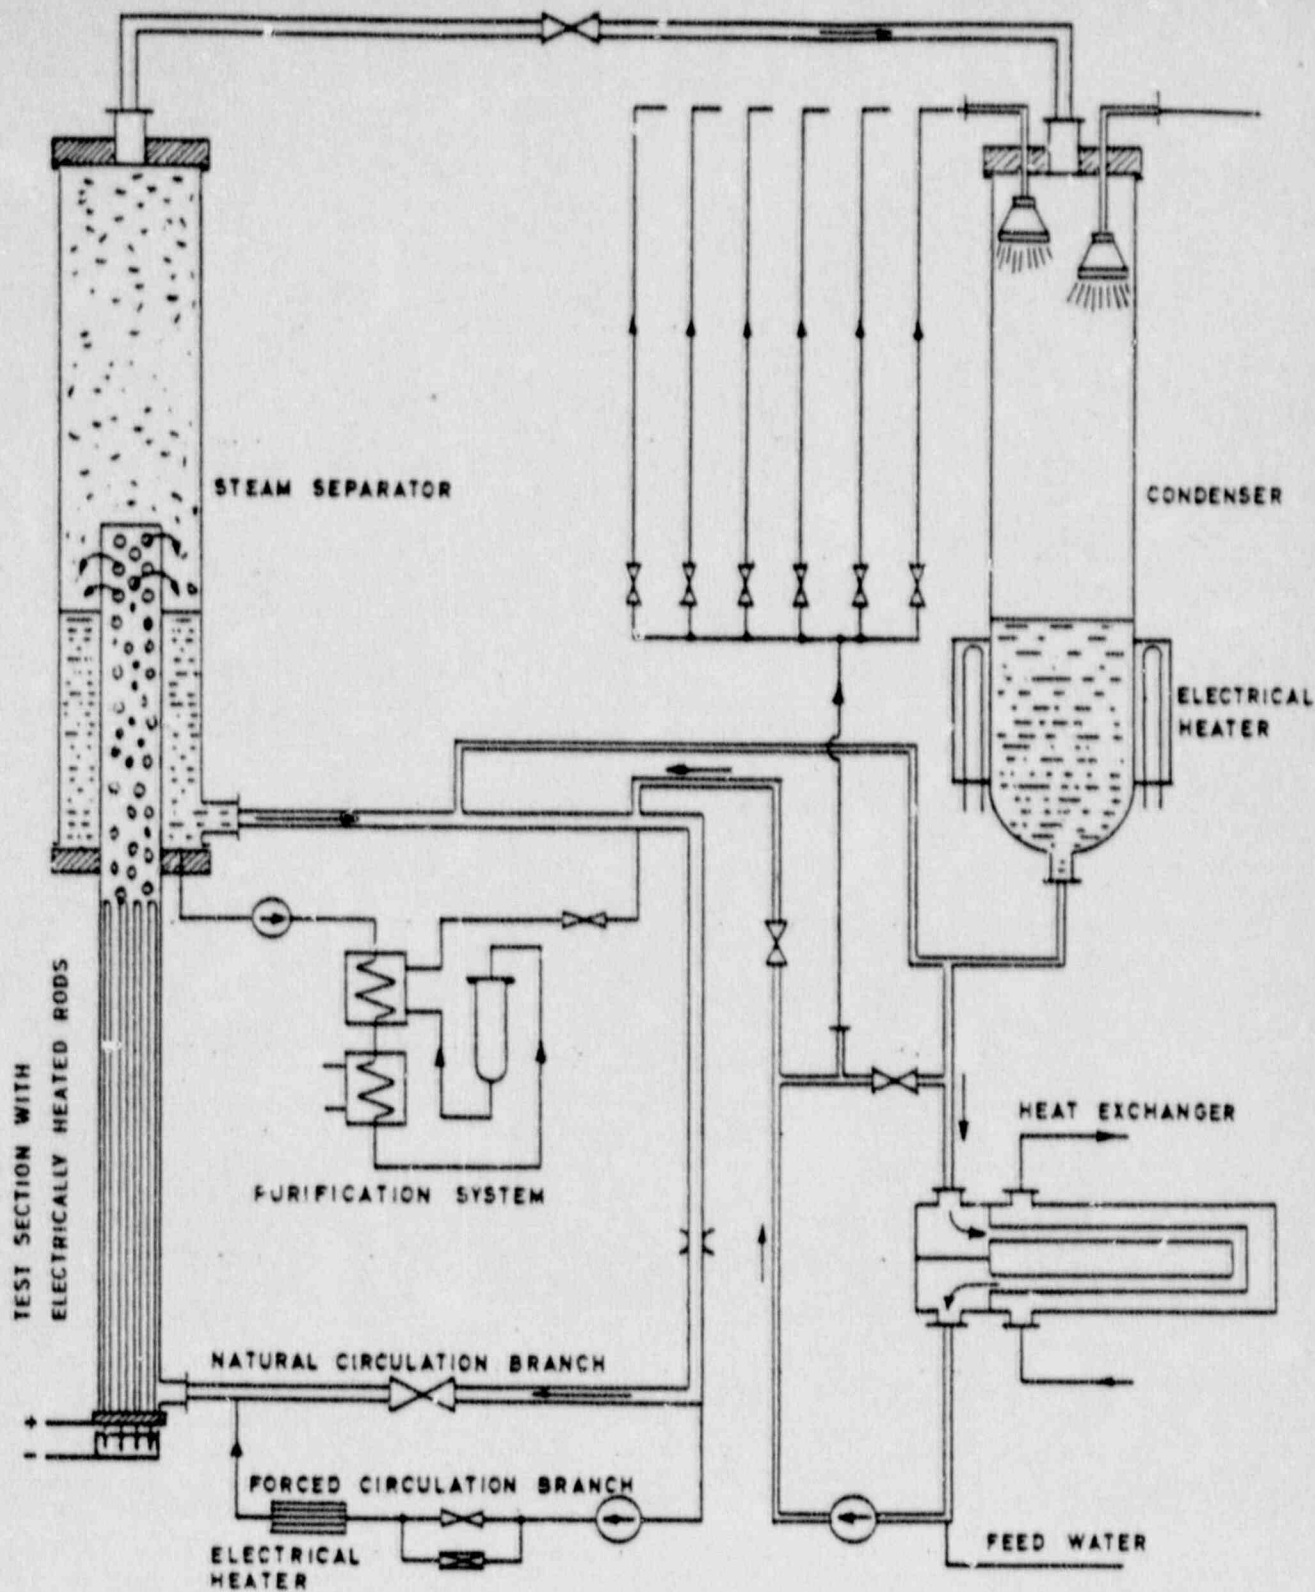 STEAM SEPARATOR
CONDENSER
ELECTRICAL
HEATER
TEST SECTION WITH
ELECTRICALLY HEATED RODS
HEAT EXCHANGER
PURIFICATION SYSTEM
NATURAL CIRCULATION BRANCH
+
-
FORCED CIRCULATION BRANCH
ELECTRICAL
HEATER
FEED WATER